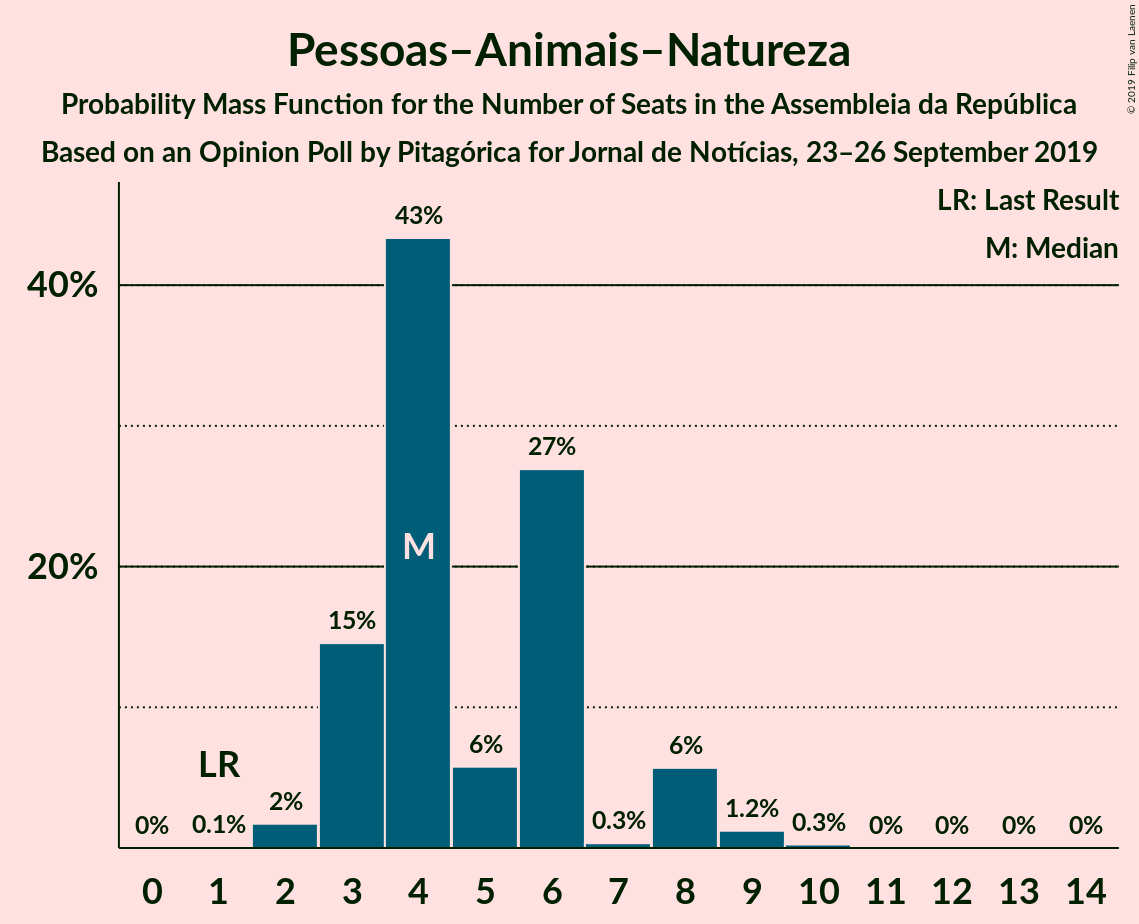 Pessoas–Animais–Natureza
Probability Mass Function for the Number of Seats in the Assembleia da República
Based on an Opinion Poll by Pitagórica for Jornal de Notícias, 23–26 September 2019
© 2019 Filip van Laenen
LR: Last Result
M: Median
40%
20%
0%
0.1%
2%
15%
43%
6%
27%
0.3%
6%
1.2%
0.3%
0%
0%
0%
0%
LR
M
0 1 2 3 4 5 6 7 8 9 10 11 12 13 14